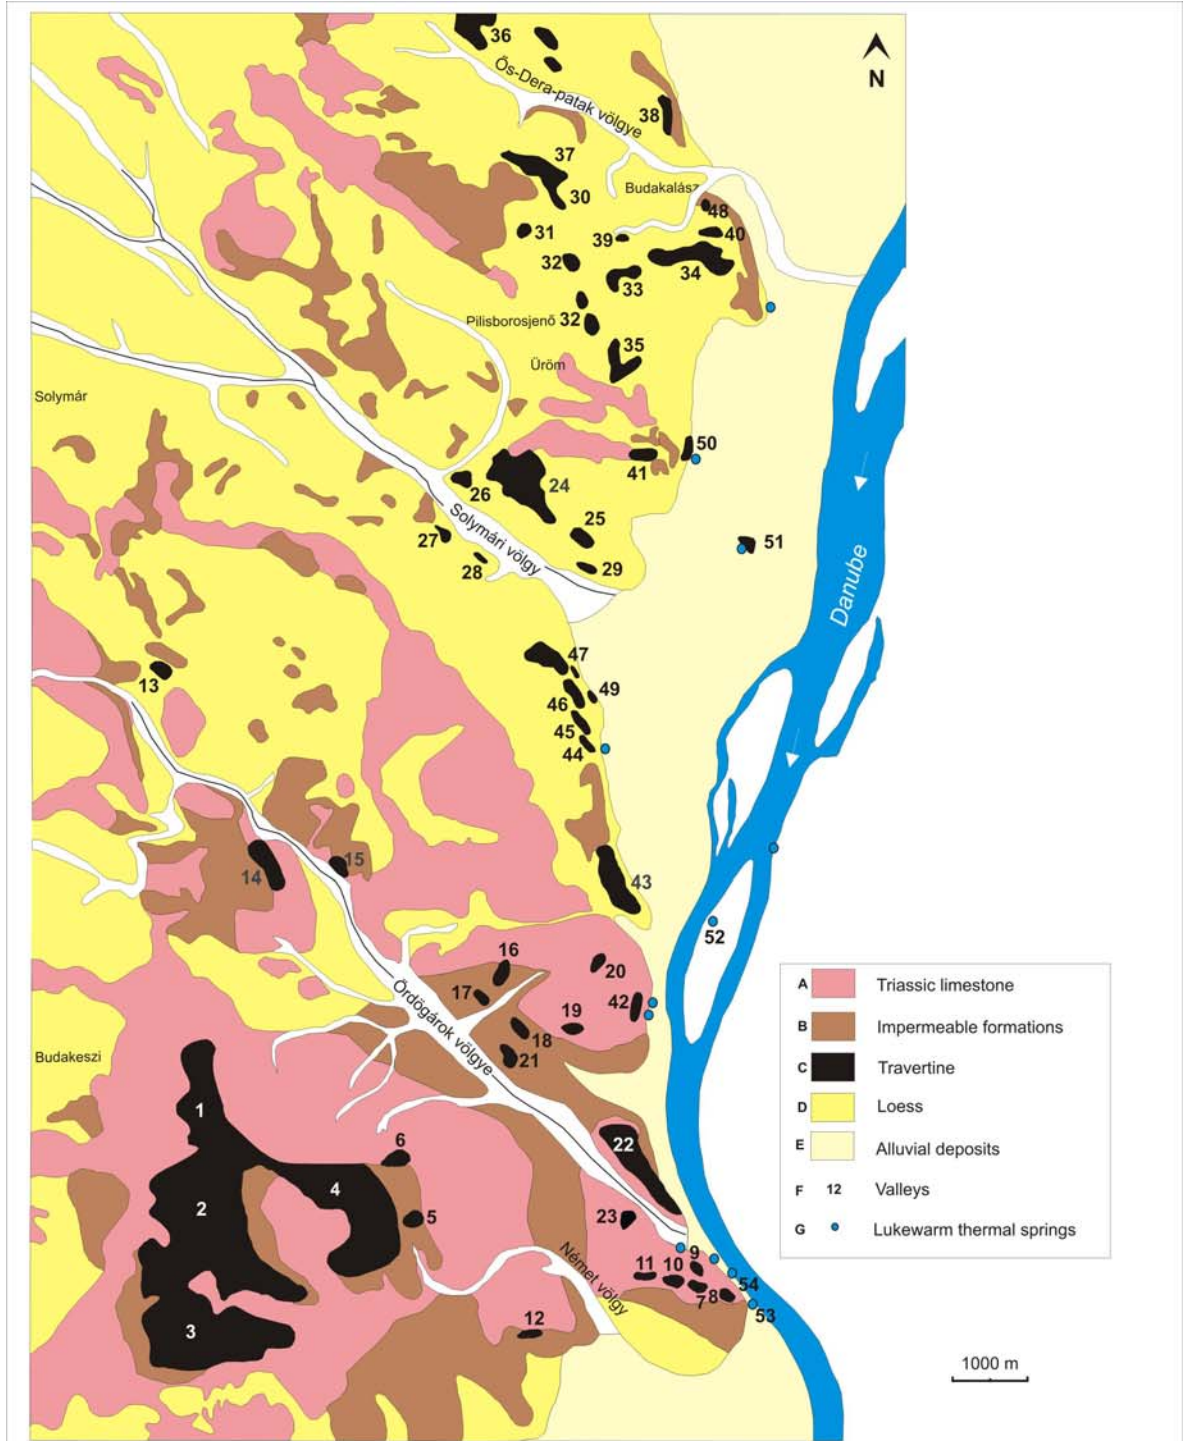 36
N
Ös-Dera-patak völgye
38
37
30
Budakalász
48
31
39
40
32
34
33
Pilisborosjenő
32
35
Üröm
Solymár
50
41
26
24
Solymári völgy
25
27
51
28
29
Danube
47
13
49
46
45
44
15
14
43
52
16
20
17
42
19
18
21
Ördögárok völgye
Budakeszi
1
22
6
4
2
5
23
Német völgy
9
11
10
54
7
8
53
12
3
A Triassic limestone
B Impermeable formations
C Travertine
D Loess
E Alluvial deposits
F 12 Valleys
G Lukewarm thermal springs
1000 m